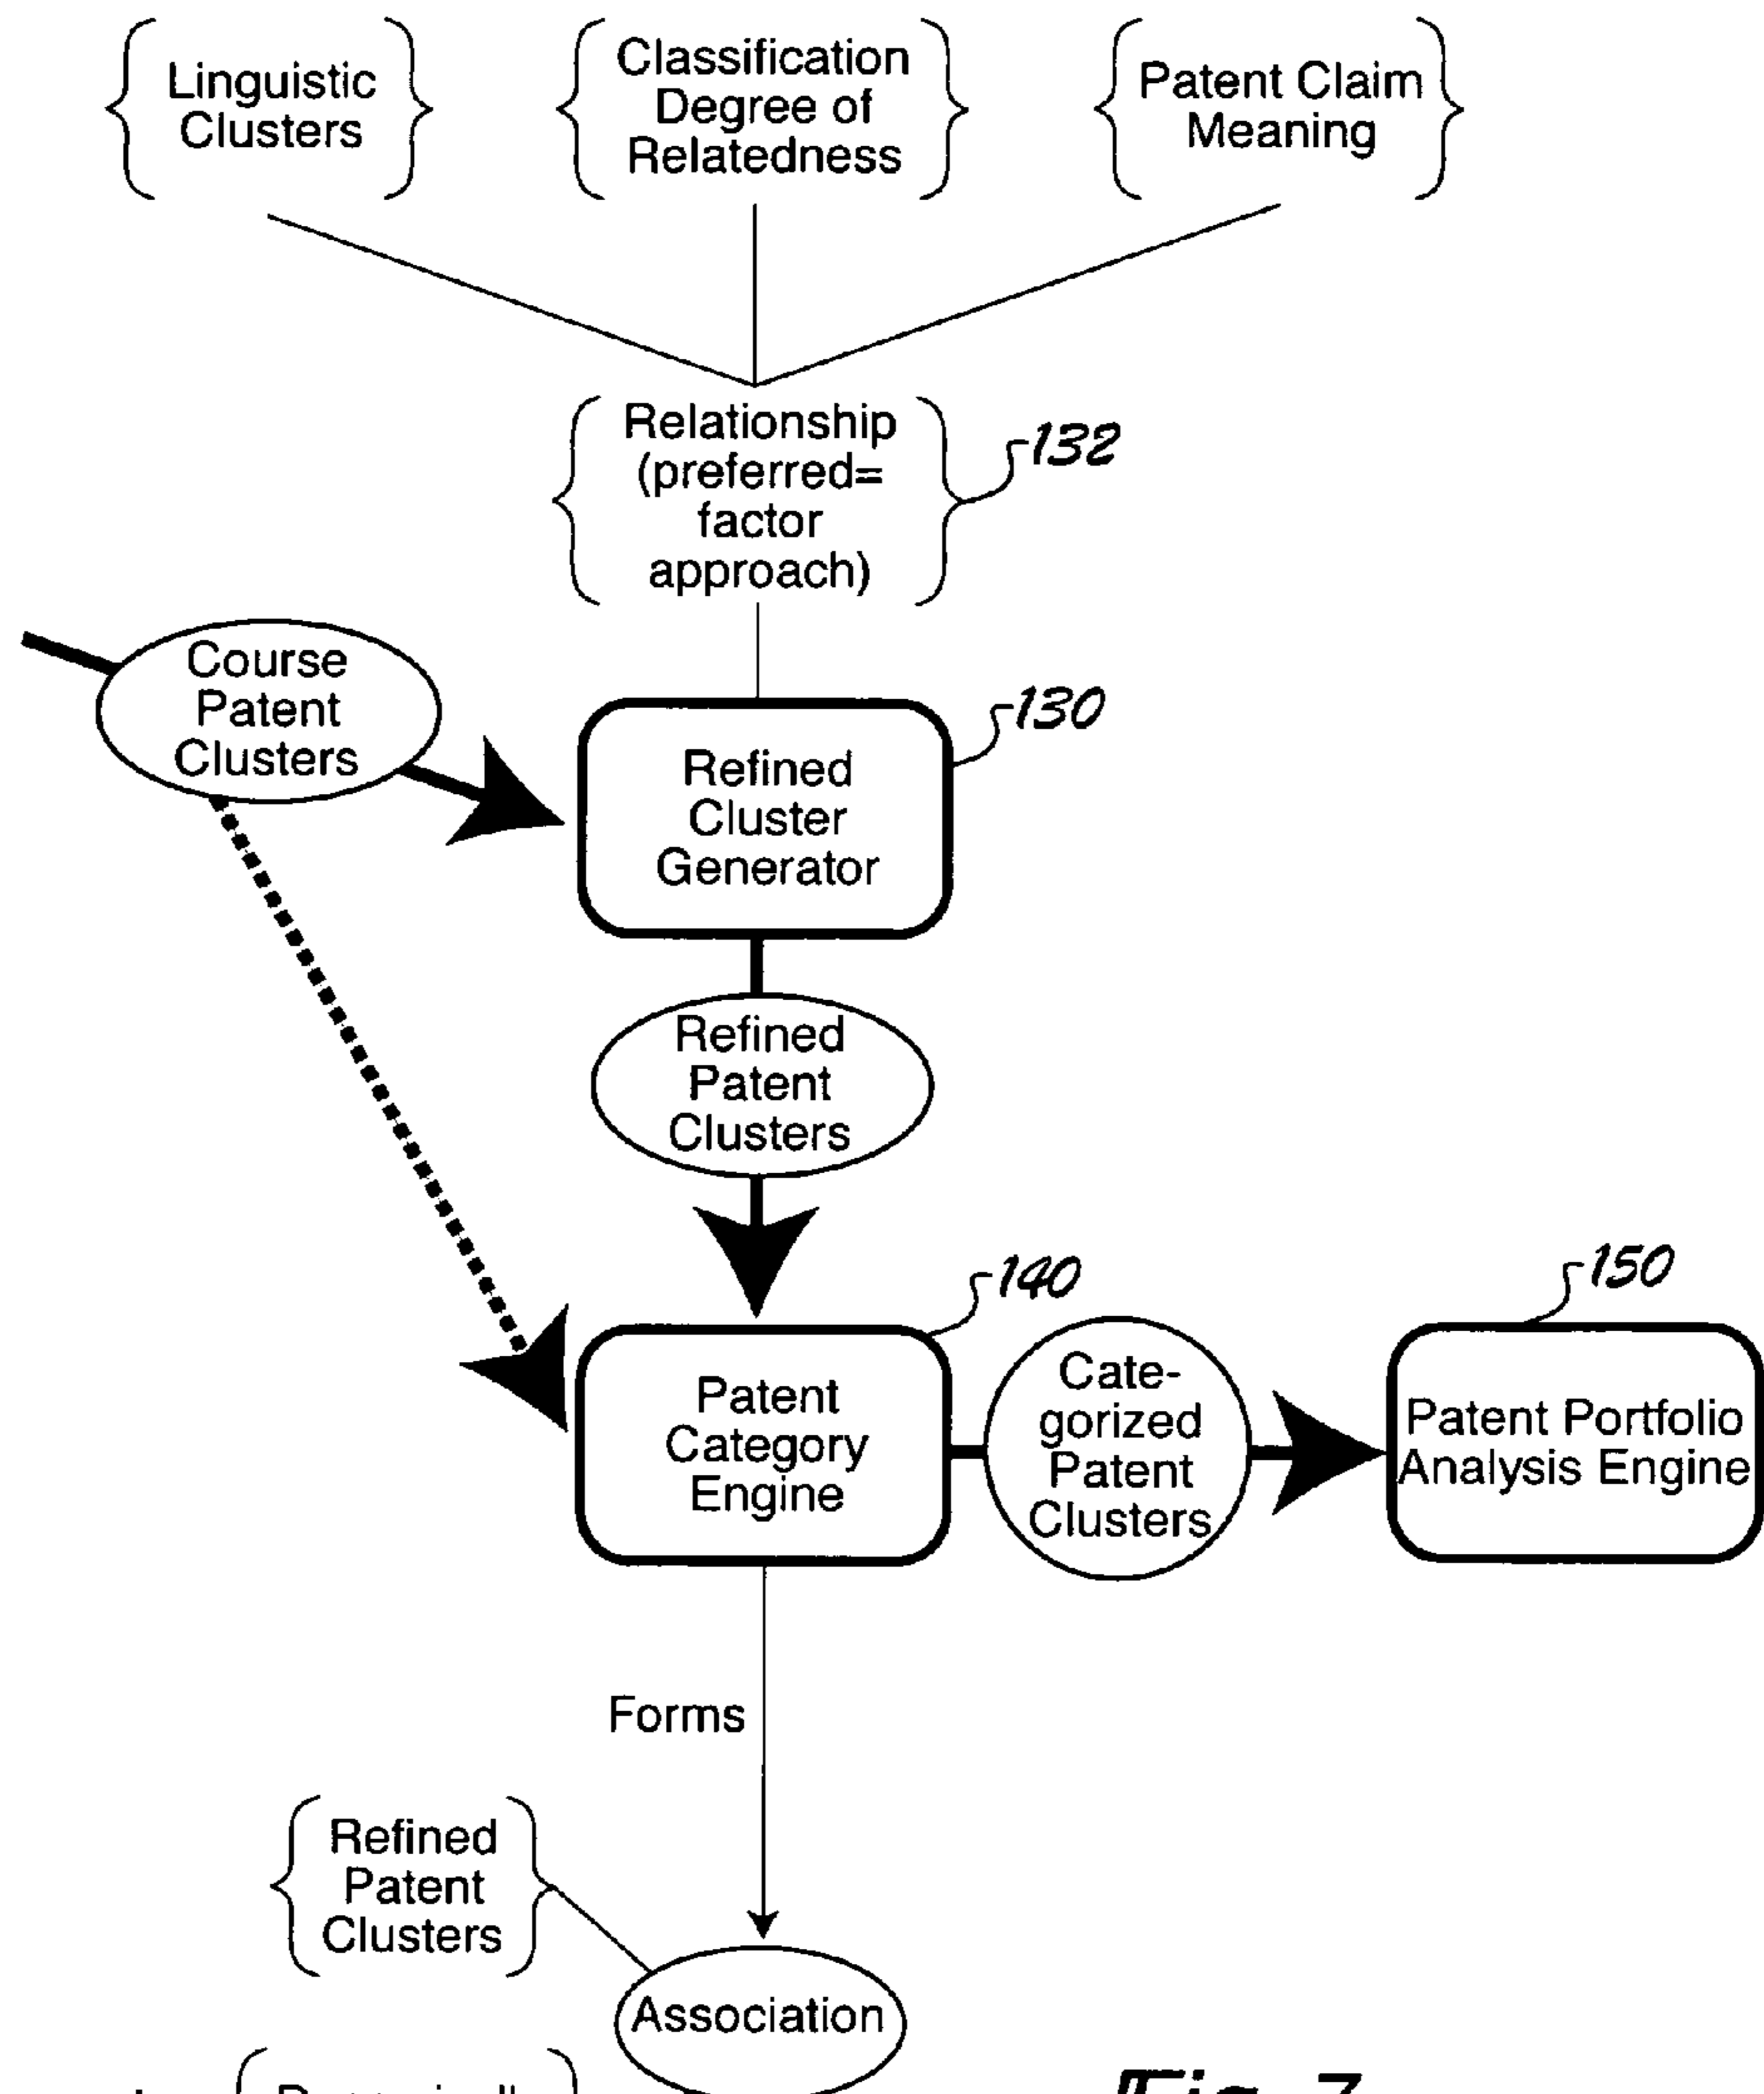 Linguistic
Clusters
Classification
Degree of
Relatedness
Patent Claim
Meaning
Relationship
(preferred=
factor
approach)
132
Course
Patent
Clusters
130
Refined
Cluster
Generator
Refined
Patent
Clusters
140
150
Patent
Category
Engine
Cate-
gorized
Patent
Clusters
Patent Portfolio
Analysis Engine
Forms
Refined
Patent
Clusters
Association